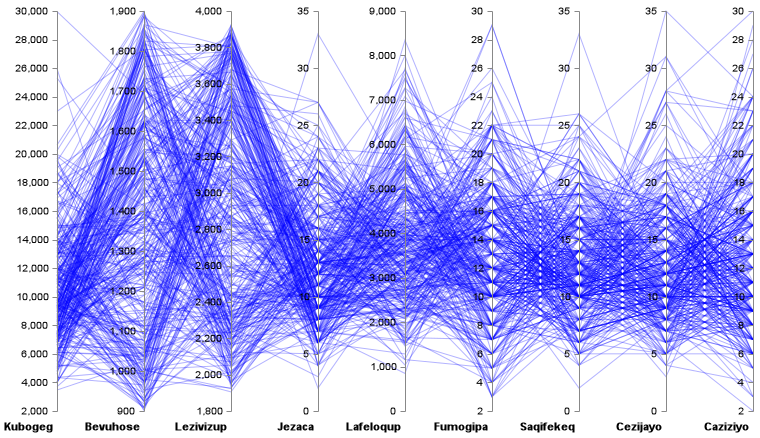 30,000 1,900 4,000 35 9,000 30 35 35 30
28,000 1,800 3,800 30 8,000 28 30 30 28
26,000 1,700 3,600 25 7,000 26 25 25 26
24,000 1,600 3,400 20 6,000 24 20 20 24
22,000 1,500 3,200 15 5,000 22 15 15 22
20,000 1,400 3,000 10 4,000 20 10 10 20
18,000 1,300 2,800 5 3,000 18 5 5 18
16,000 1,200 2,600 0 2,000 16 0 0 16
14,000 1,100 2,400 1,000 14 14
12,000 1,000 2,200 0 12 12
10,000 900 2,000 10 10
8,000 1,800 8 8
6,000 6 6
4,000 4 4
2,000 2 2
Kubogeg Bevuhose Lezivizup Jezaca Lafeloqup Fumogipa Saqifekeq Cezijayo Caziziyo